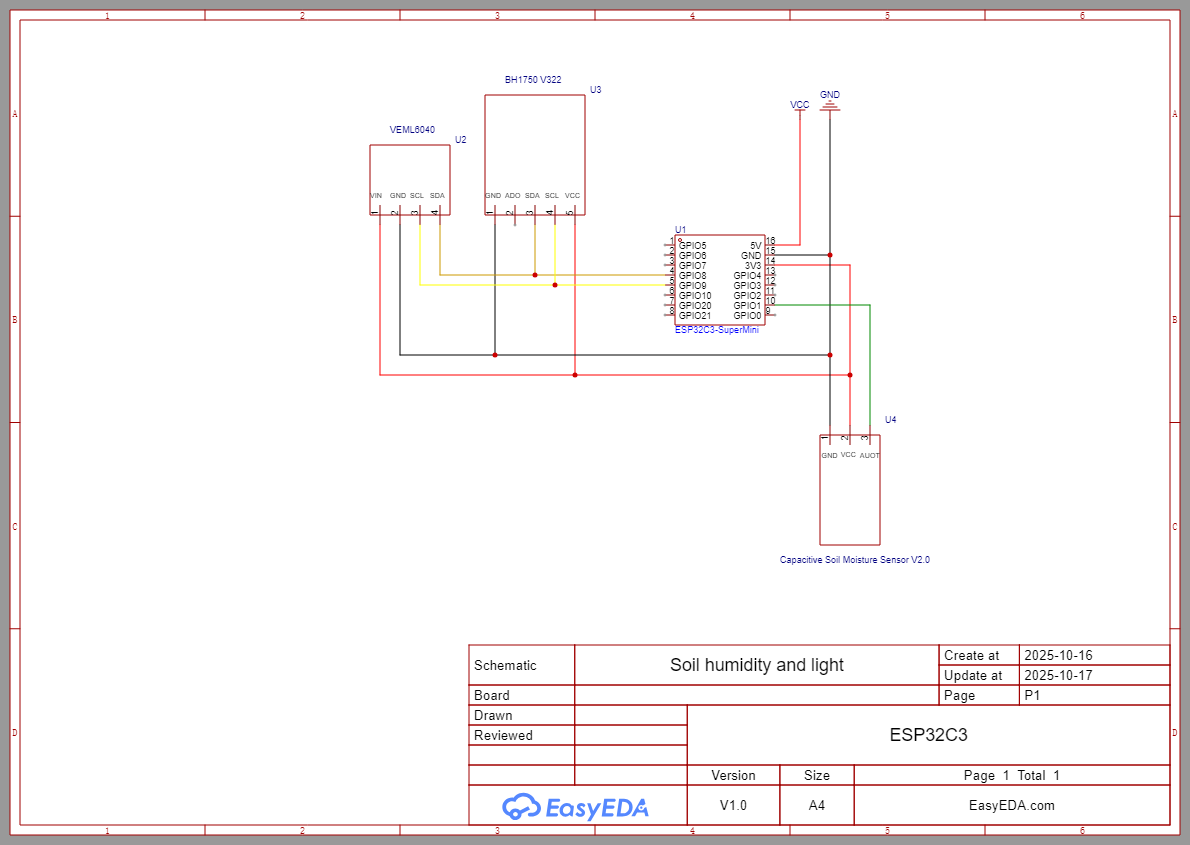 1 2 3 4 5 6
A A
B B
C C
D D
BH1750 V322
U3
VCC
GND
VEML6040
U2
VIN GND SCL SDA
1 2 3 4
GND ADO SDA SCL VCC
1 2 3 4 5
U1
1 GPIO5 5V 16
2 GPIO6 GND 15
3 GPIO7 3V3 14
4 GPIO8 GPIO4 13
5 GPIO9 GPIO3 12
6 GPIO10 GPIO2 11
7 GPIO20 GPIO1 10
8 GPIO21 GPIO0 9
ESP32C3-SuperMini
U4
1 2 3
GND VCC AUOT
Capacitive Soil Moisture Sensor V2.0
Schematic
Soil humidity and light
Create at 2025-10-16
Update at 2025-10-17
Board
Page P1
Drawn
Reviewed
ESP32C3
Version Size Page 1 Total 1
EasyEDA V1.0 A4 EasyEDA.com
1 2 3 4 5 6